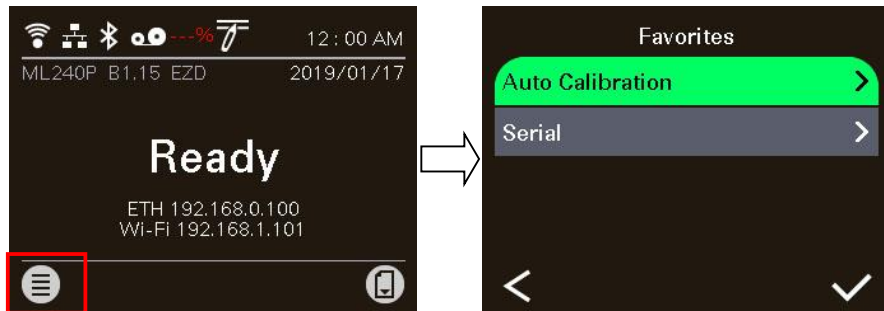 ---% 12:00 AM
ML240P B1.15 EZD 2019/01/17
Ready
ETH 192.168.0.100
Wi-Fi 192.168.1.101
Favorites
Auto Calibration
Serial